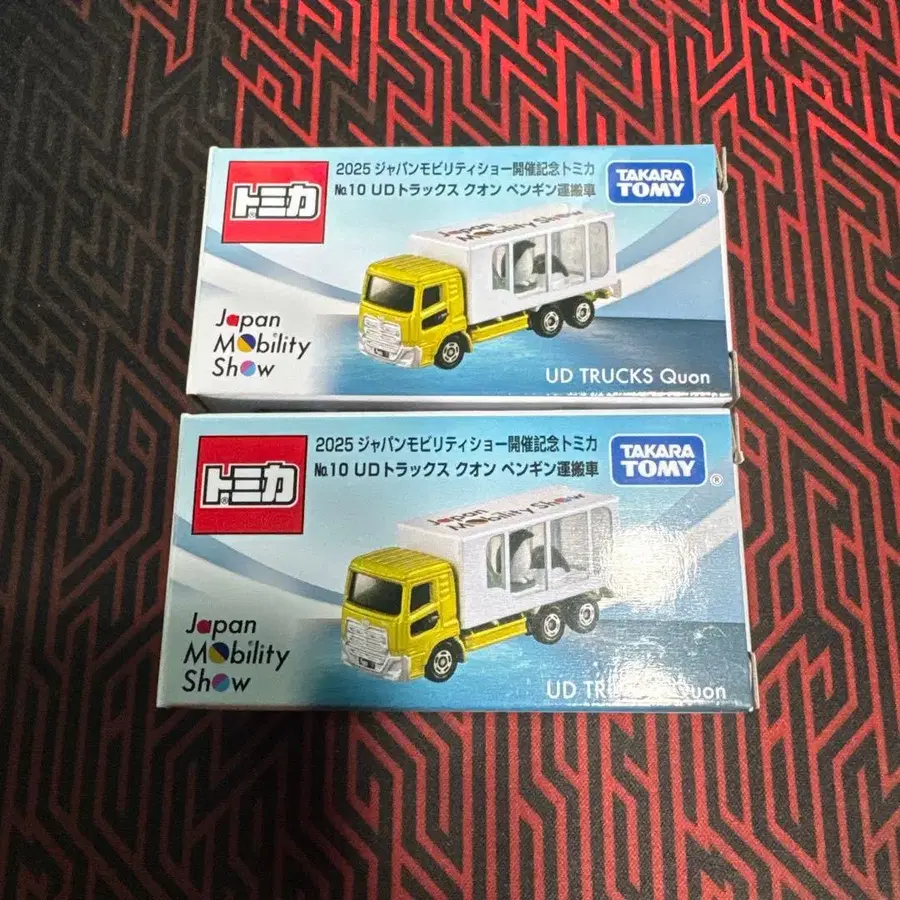 トミカ
2025 ジャパンモビリティショー開催記念トミカ
No.10 UDトラックス クオン ペンギン運搬車
TAKARA
TOMY
Japan
Mobility Show
Japan
Mobility
Show
UD TRUCKS Quon
トミカ
2025 ジャパンモビリティショー開催記念トミカ
No.10 UDトラックス クオン ペンギン運搬車
TAKARA
TOMY
Japan
Mobility Show
Japan
Mobility
Show
UD Quon